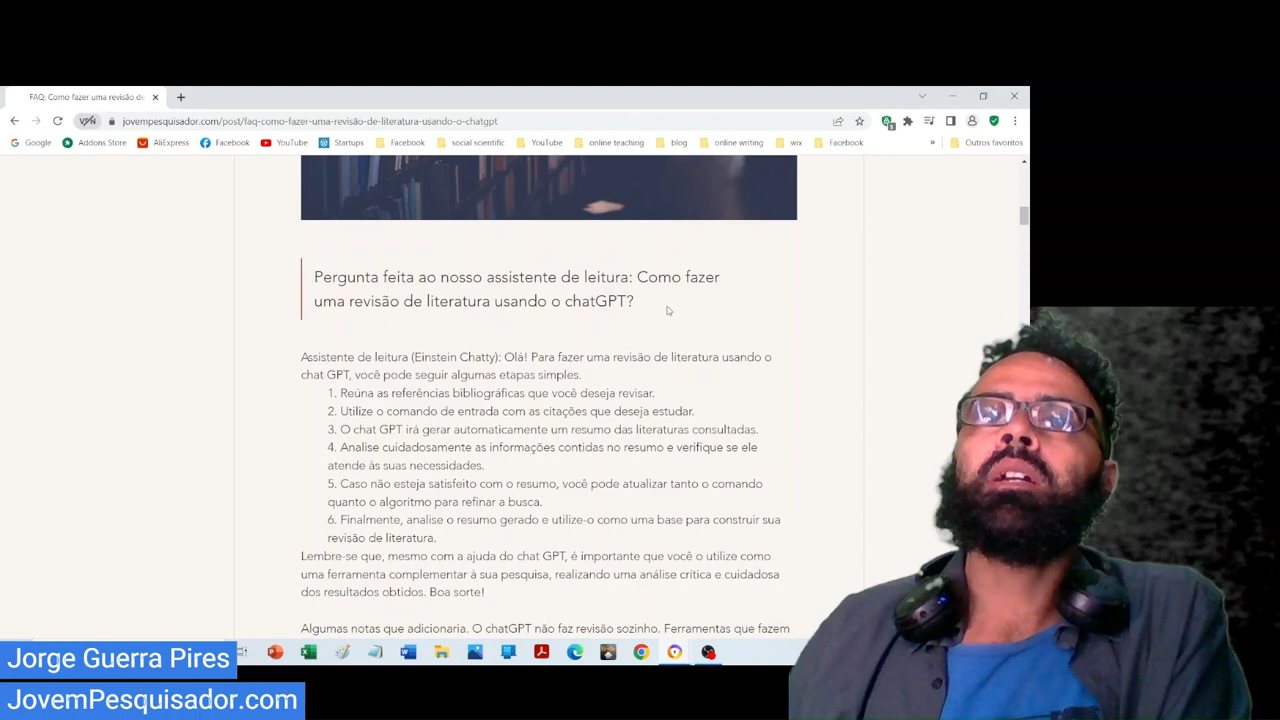 FAQ: Como fazer uma revisão de
jovempesquisador.com/post/faq-como-fazer-uma-revisão-de-literatura-usando-o-chatgpt
Google Addons Store AliExpress Facebook YouTube Startups Facebook social scientific YouTube online teaching blog online writing wix Facebook » Outros favoritos
Pergunta feita ao nosso assistente de leitura: Como fazer
uma revisão de literatura usando o chatGPT?
Assistente de leitura (Einstein Chatty): Olá! Para fazer uma revisão de literatura usando o
chat GPT, você pode seguir algumas etapas simples.
1. Reúna as referências bibliográficas que você deseja revisar.
2. Utilize o comando de entrada com as citações que deseja estudar.
3. O chat GPT irá gerar automaticamente um resumo das literaturas consultadas.
4. Analise cuidadosamente as informações contidas no resumo e verifique se ele
atende às suas necessidades.
5. Caso não esteja satisfeito com o resumo, você pode atualizar tanto o comando
quanto o algoritmo para refinar a busca.
6. Finalmente, analise o resumo gerado e utilize-o como uma base para construir sua
revisão de literatura.
Lembre-se que, mesmo com a ajuda do chat GPT, é importante que você o utilize como
uma ferramenta complementar à sua pesquisa, realizando uma análise crítica e cuidadosa
dos resultados obtidos. Boa sorte!
Algumas notas que adicionaria. O chatGPT não faz revisão sozinho. Ferramentas que fazem
Jorge Guerra Pires
JovemPesquisador.com